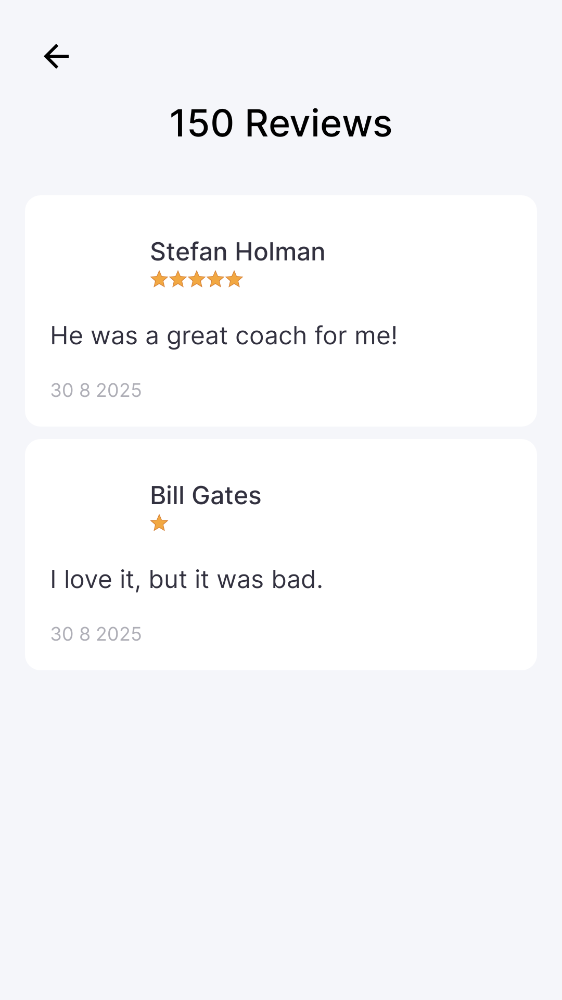 150 Reviews
Stefan Holman
He was a great coach for me!
30 8 2025
Bill Gates
I love it, but it was bad.
30 8 2025